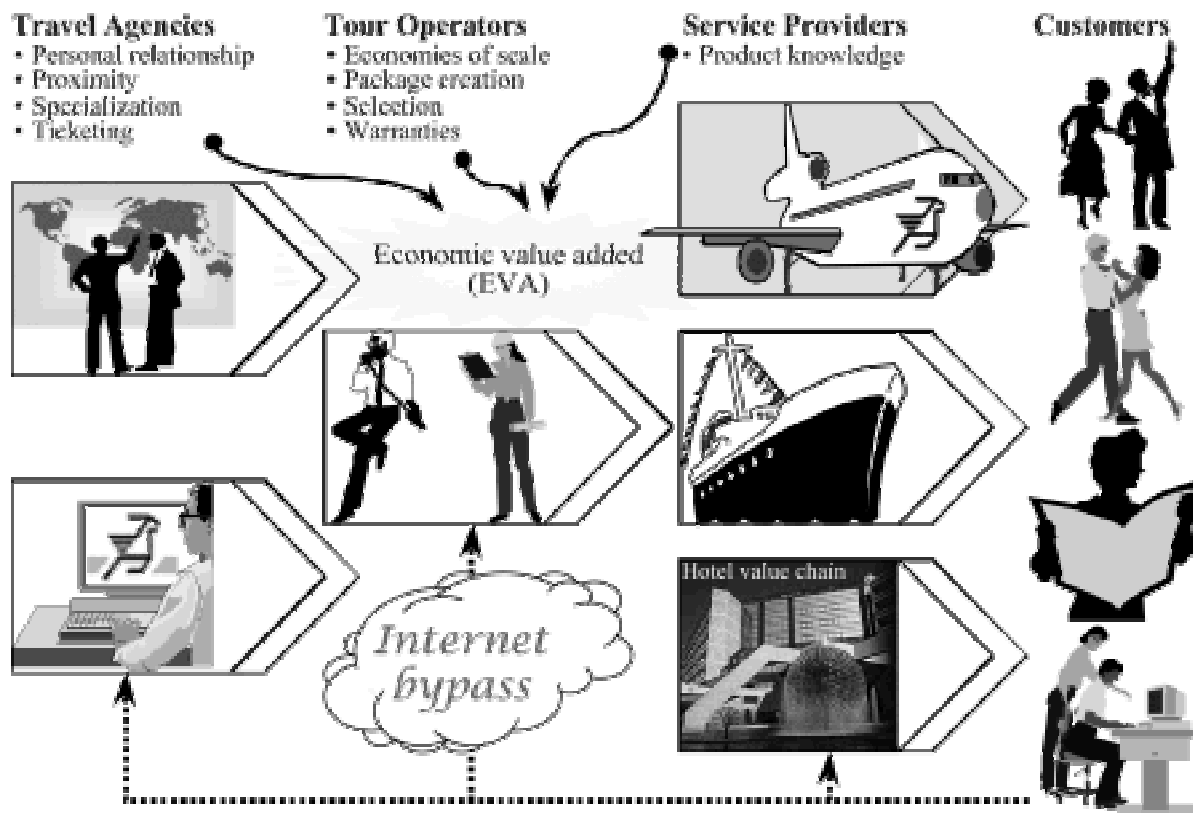 Travel Agencies
• Personal relationship
• Proximity
• Specialization
• Ticketing
Tour Operators
• Economies of scale
• Package creation
• Selection
• Warranties
Service Providers
• Product knowledge
Customers
Economic value added
(EVA)
Hotel value chain
Internet
bypass